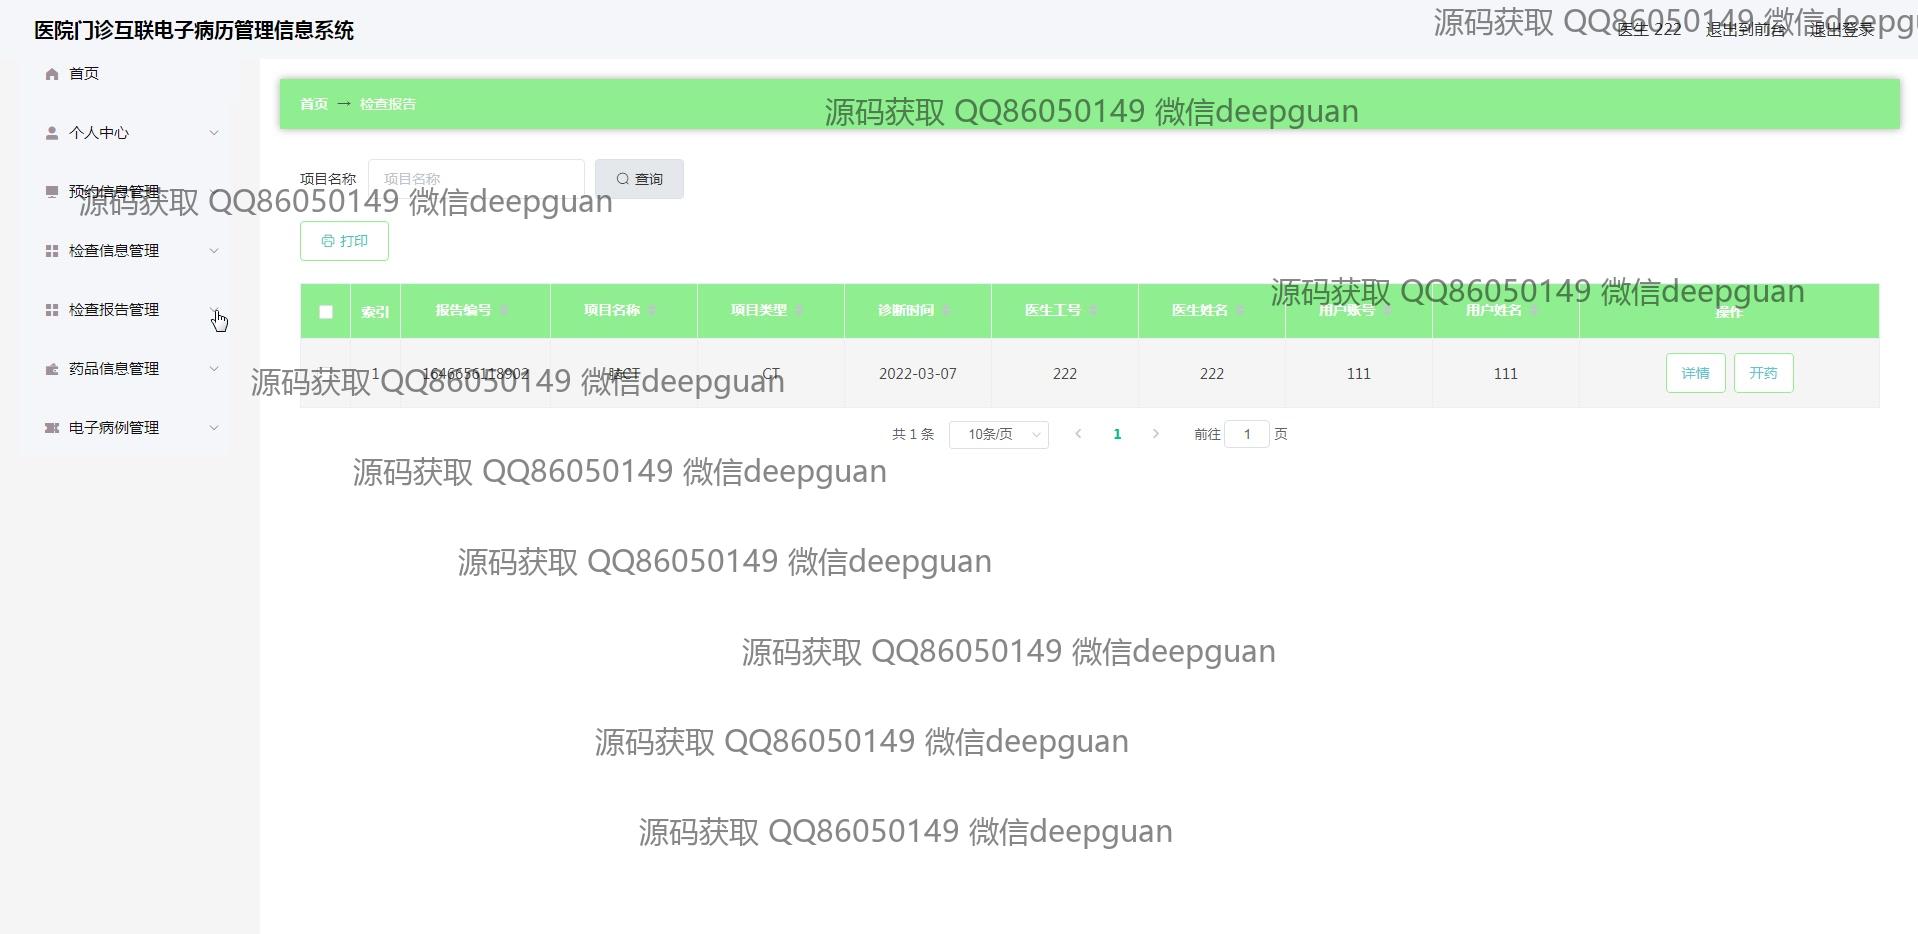 医院门诊互联电子病历管理信息系统
源码获取 QQ86050149 微信deepgu
医生 222 退出到前台 退出登录
首页
个人中心
预约信息管理
检查信息管理
检查报告管理
药品信息管理
电子病例管理
首页 → 检查报告
源码获取 QQ86050149 微信deepguan
项目名称 项目名称 查询
源码获取 QQ86050149 微信deepguan
打印
源码获取 QQ86050149 微信deepguan
索引 报告编号 项目名称 项目类型 诊断时间 医生工号 医生姓名 用户账号 用户姓名 操作
1 1646656118902 CT 2022-03-07 222 222 111 111 详情 开药
源码获取 QQ86050149 微信deepguan
共 1 条 10条/页 1 前往 1 页
源码获取 QQ86050149 微信deepguan
源码获取 QQ86050149 微信deepguan
源码获取 QQ86050149 微信deepguan
源码获取 QQ86050149 微信deepguan
源码获取 QQ86050149 微信deepguan